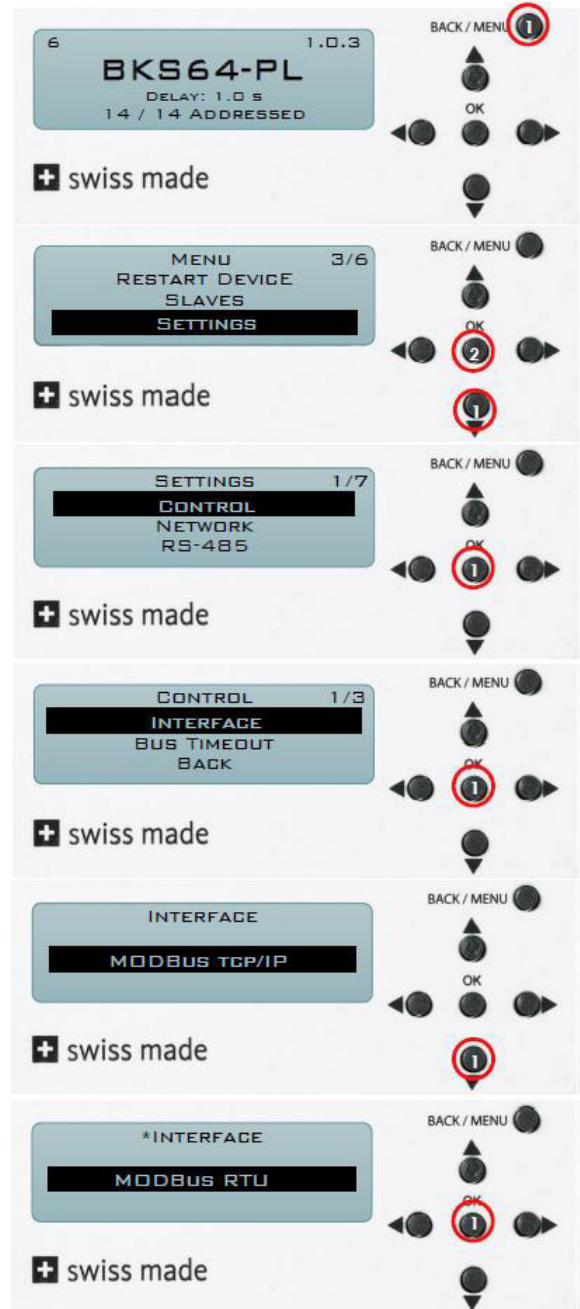 6 1.0.3
BKS64-PL
DELAY: 1.0 S
14 / 14 ADDRESSED
BACK / MENU 1
OK
swiss made
MENU 3/6
RESTART DEVICE
SLAVES
SETTINGS
BACK / MENU
OK
2
1
swiss made
SETTINGS 1/7
CONTROL
NETWORK
RS-485
BACK / MENU
OK
1
swiss made
CONTROL 1/3
INTERFACE
BUS TIMEOUT
BACK
BACK / MENU
OK
1
swiss made
INTERFACE
MODBUS TCP/IP
BACK / MENU
OK
1
swiss made
*INTERFACE
MODBUS RTU
BACK / MENU
OK
1
swiss made